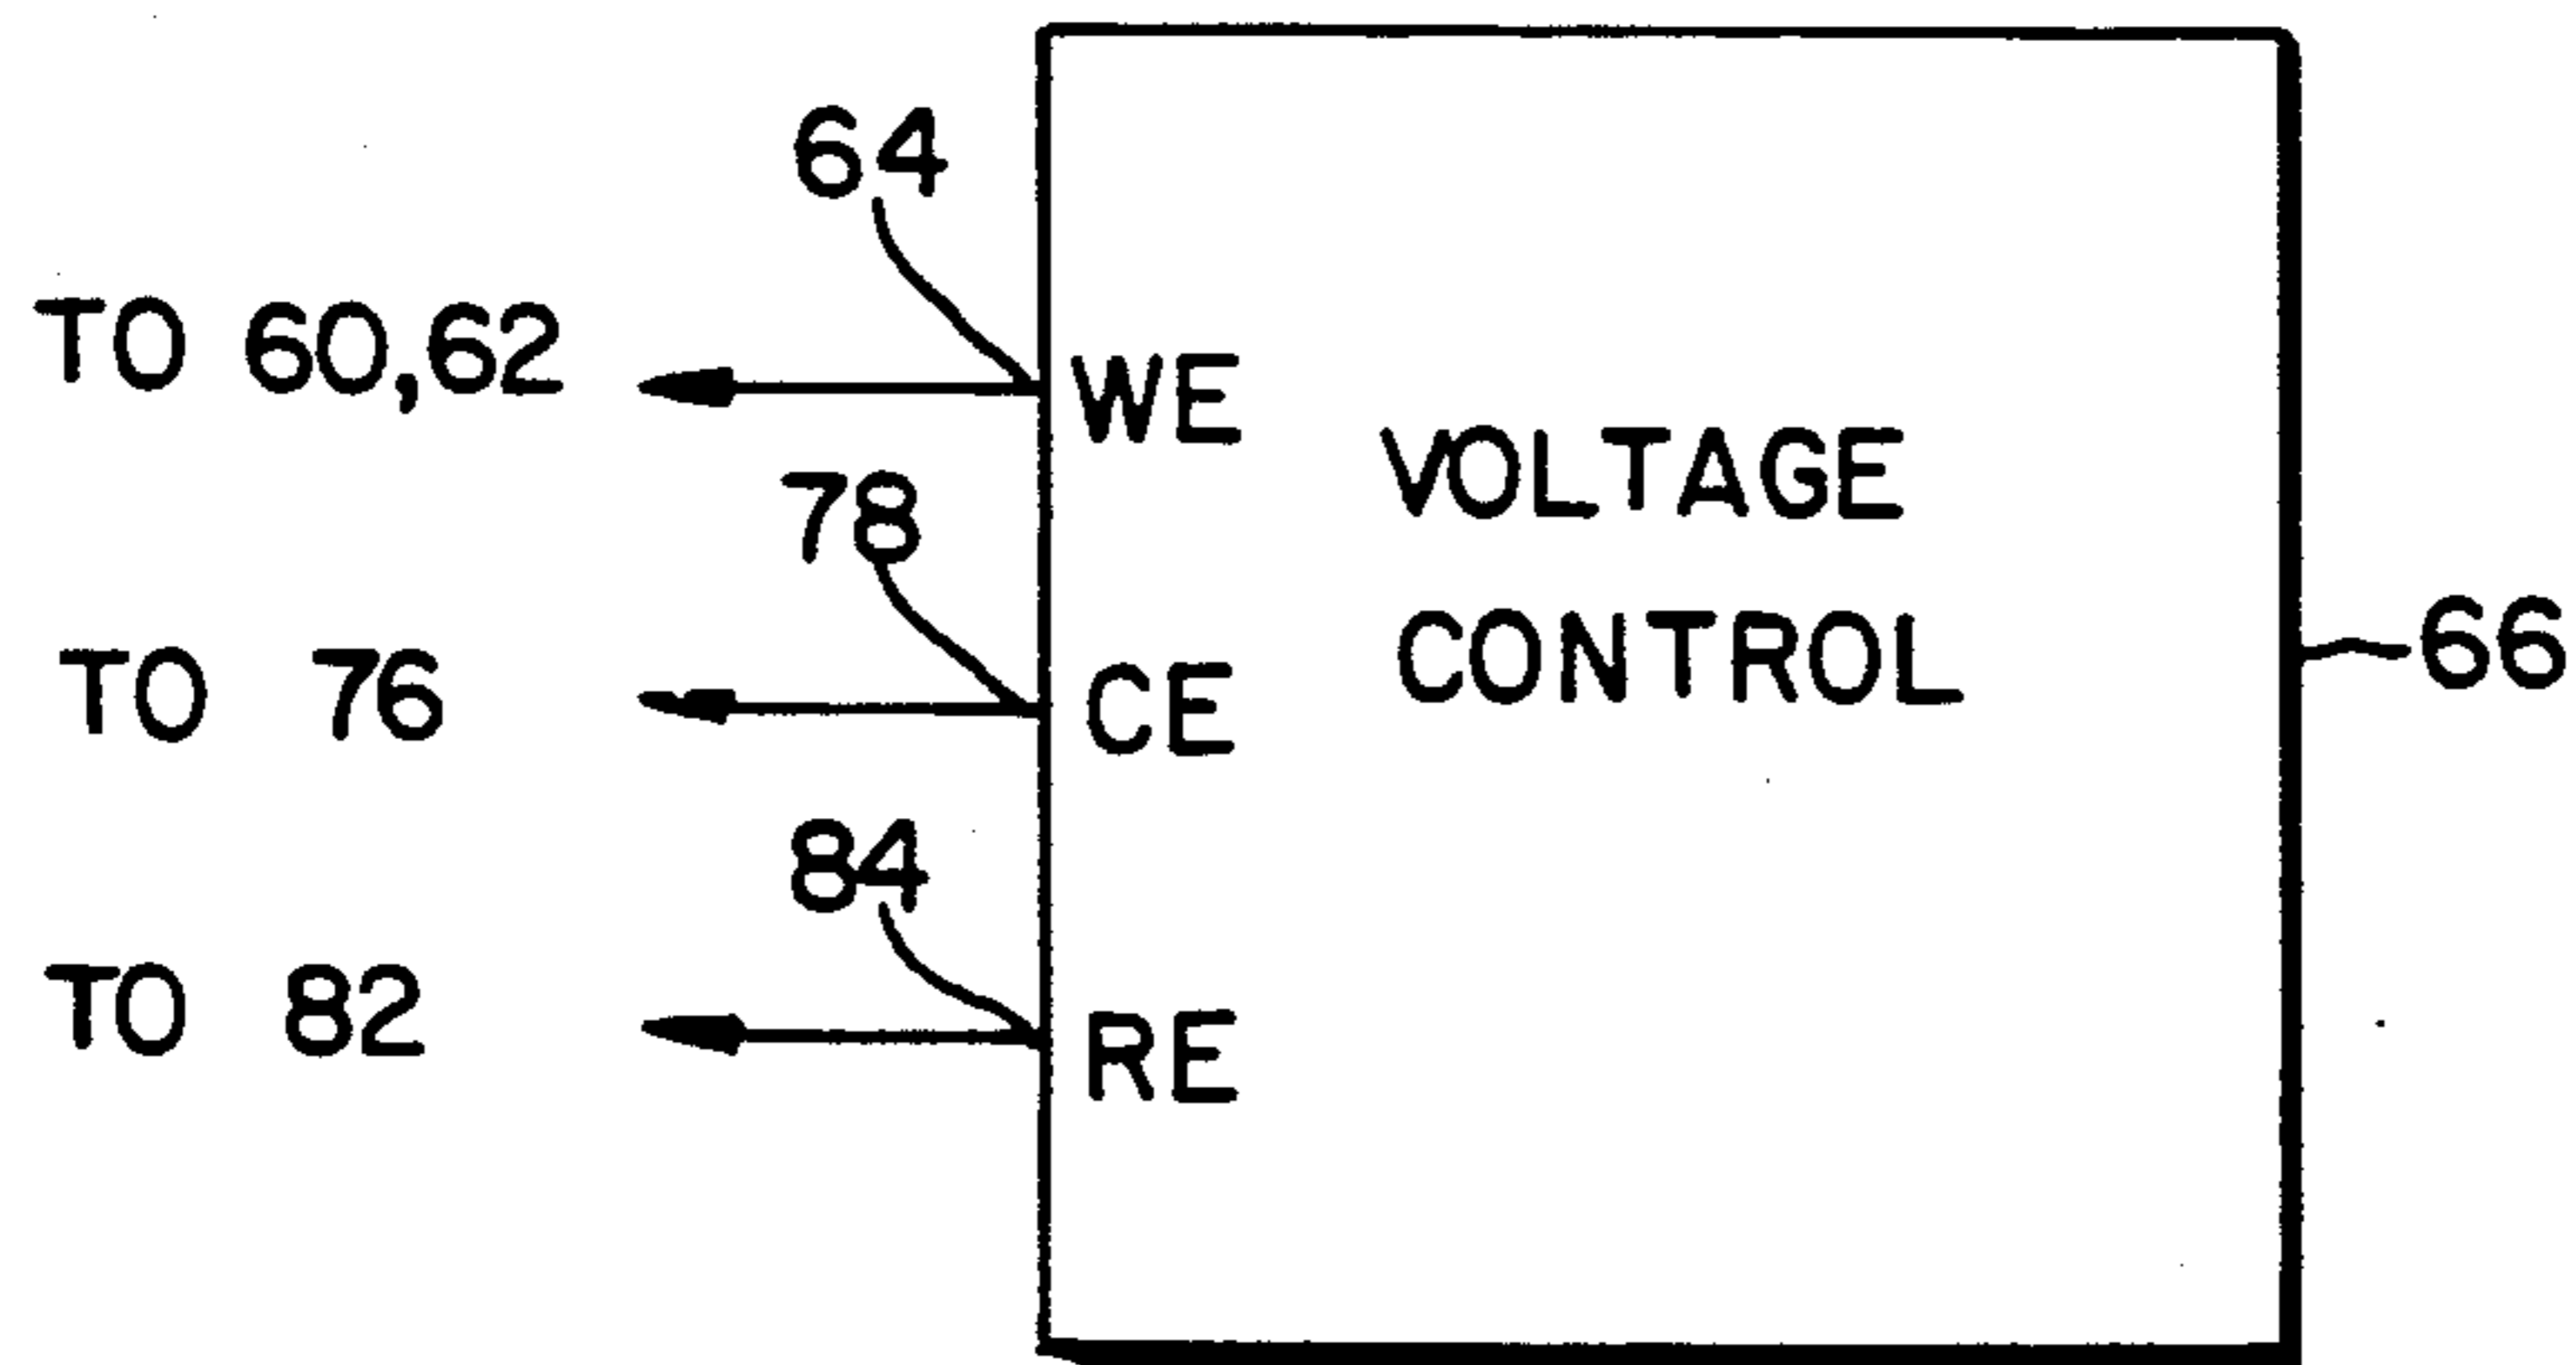 64
TO 60,62
WE
VOLTAGE
78
CONTROL
66
TO 76
CE
84
TO 82
RE